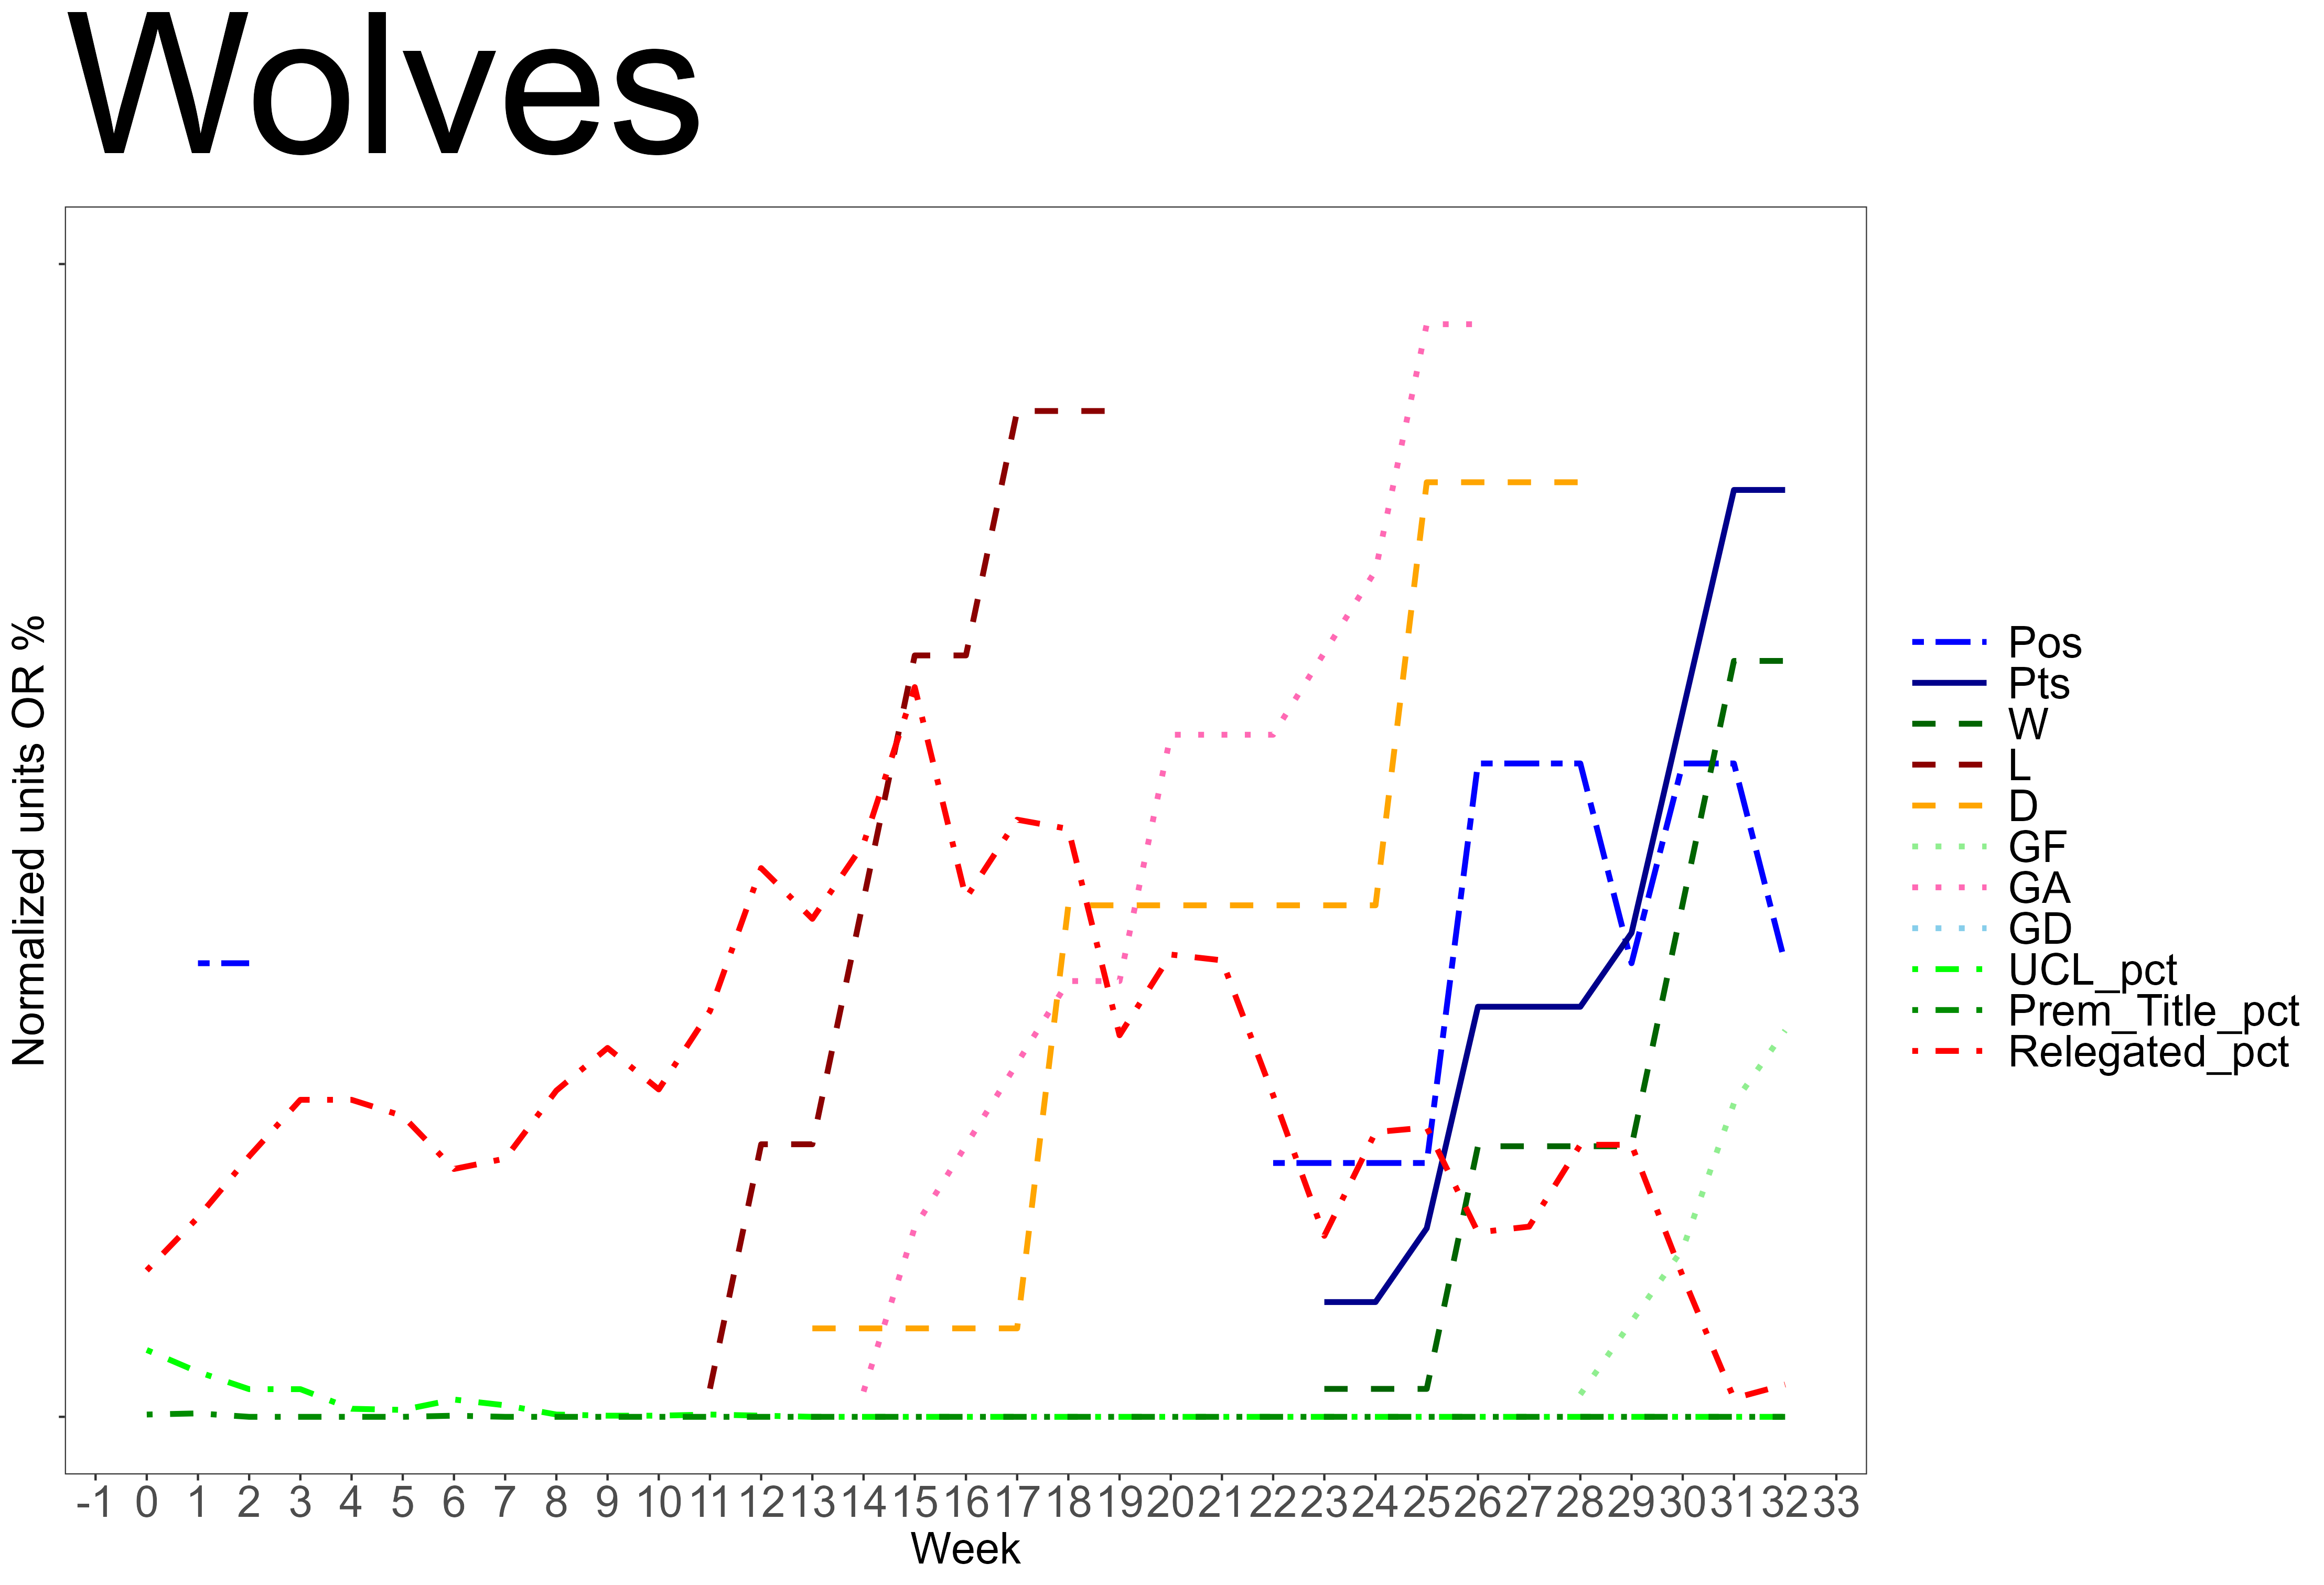 Wolves
Normalized units OR %
Pos
Pts
W
L
D
GF
GA
GD
UCL_pct
Prem_Title_pct
Relegated_pct
-1 0 1 2 3 4 5 6 7 8 9 10 11 12 13 14 15 16 17 18 19 20 21 22 23 24 25 26 27 28 29 30 31 32 33
Week